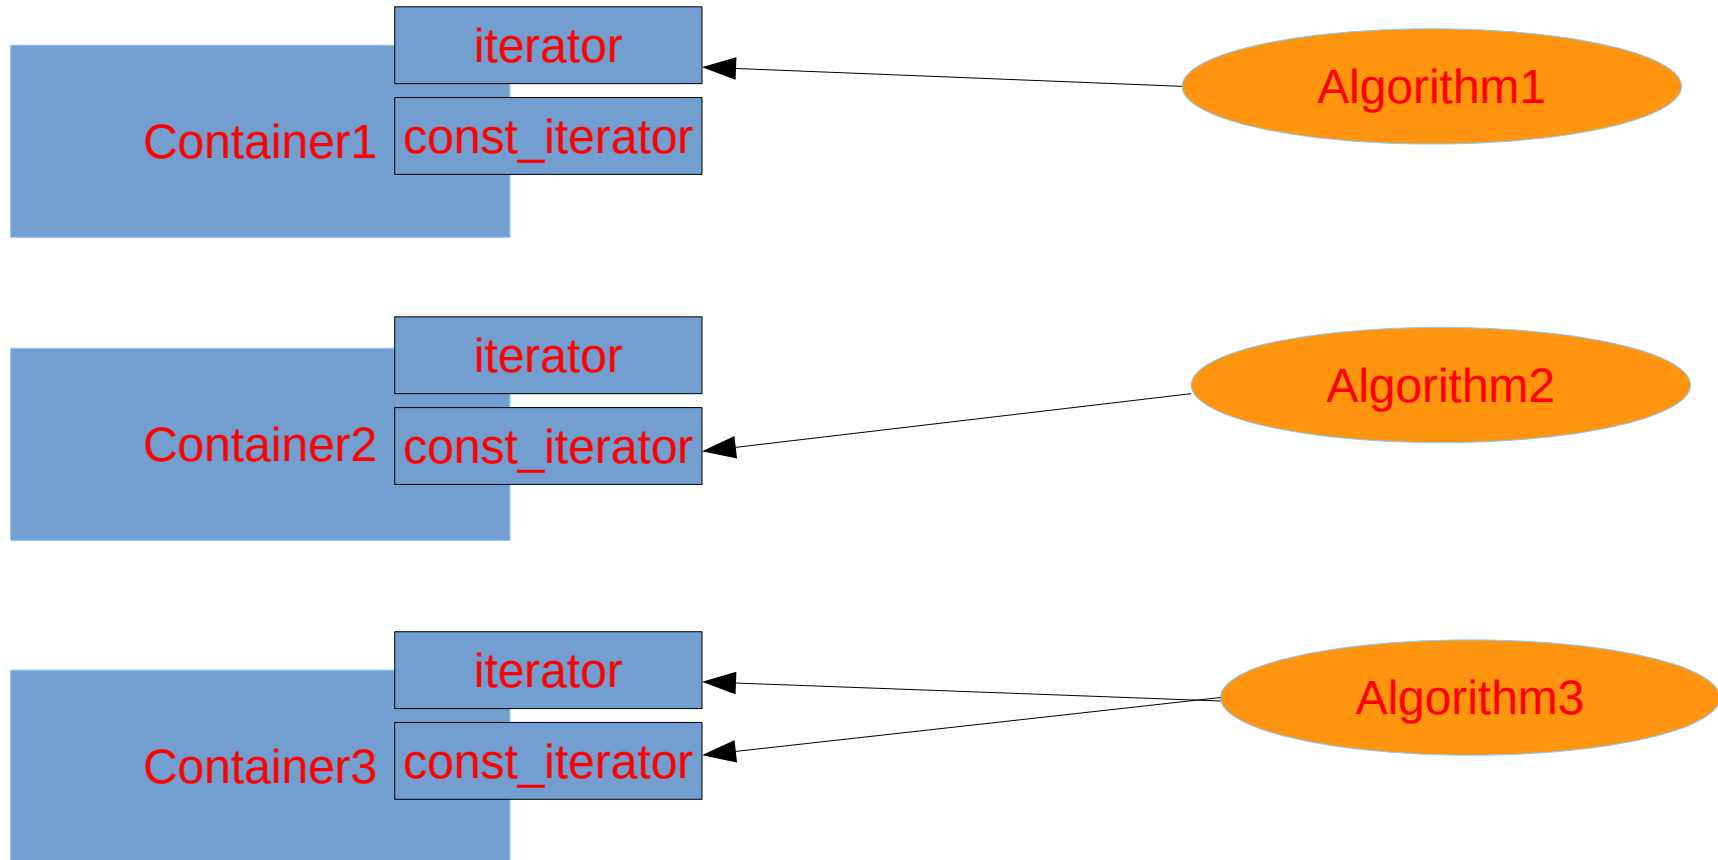 iterator
Algorithm1
Container1
const_iterator
iterator
Algorithm2
Container2
const_iterator
iterator
Algorithm3
Container3
const_iterator